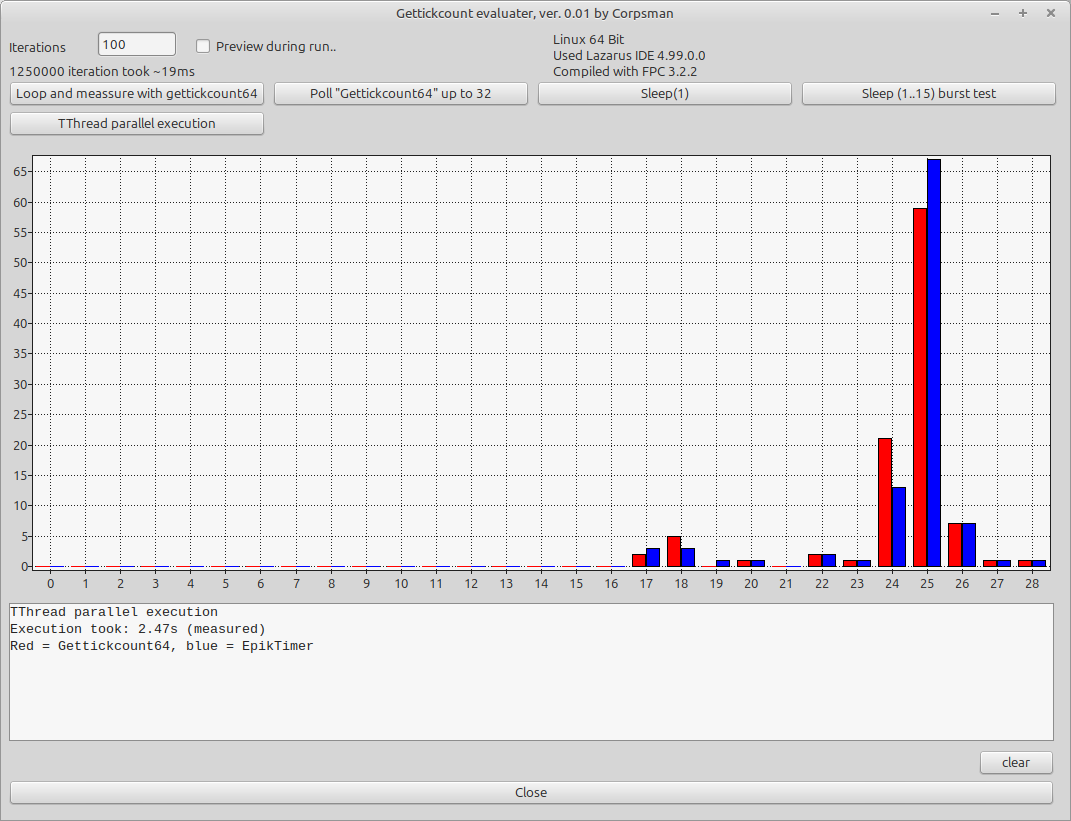 Gettickcount evaluater, ver. 0.01 by Corpsman
Iterations 100 Preview during run..
Linux 64 Bit
Used Lazarus IDE 4.99.0.0
1250000 iteration took ~19ms
Compiled with FPC 3.2.2
Loop and meassure with gettickcount64 Poll "Gettickcount64" up to 32 Sleep(1) Sleep (1..15) burst test
TThread parallel execution
65
60
55
50
45
40
35
30
25
20
15
10
5
0
0 1 2 3 4 5 6 7 8 9 10 11 12 13 14 15 16 17 18 19 20 21 22 23 24 25 26 27 28
TThread parallel execution
Execution took: 2.47s (measured)
Red = Gettickcount64, blue = EpikTimer
clear
Close